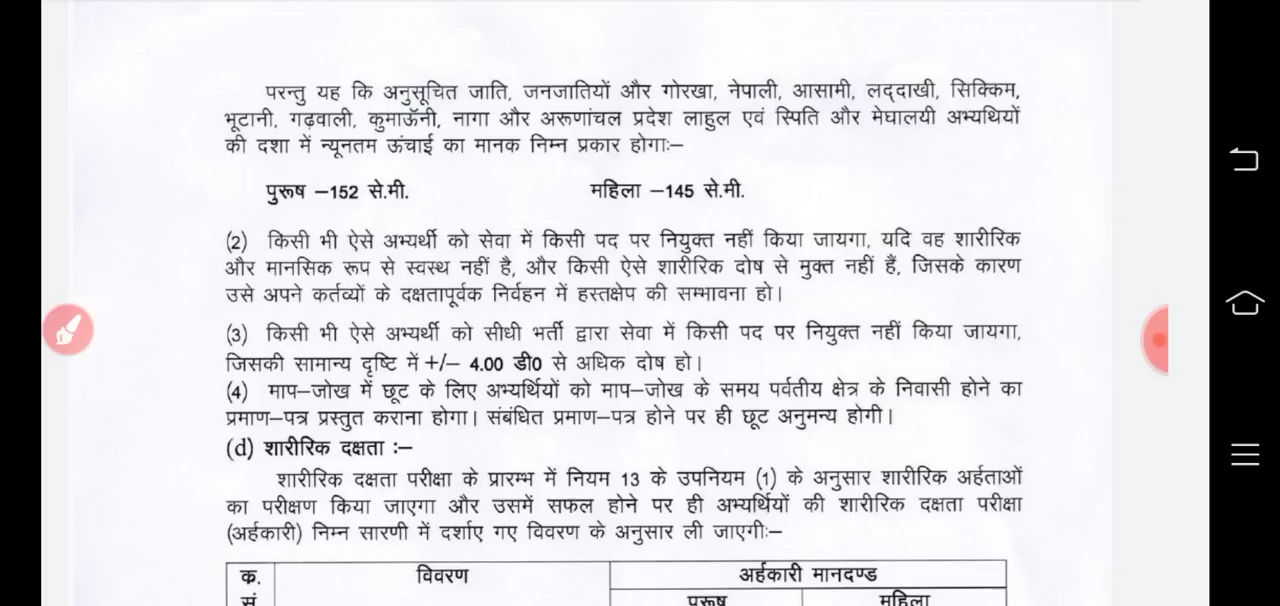 परन्तु यह कि अनुसूचित जाति, जनजातियों और गोरखा, नेपाली, आसामी, लद्दाखी, सिक्किम,
भूटानी, गढ़वाली, कुमाऊॅनी, नागा और अरूणांचल प्रदेश लाहुल एवं स्पिति और मेघालयी अभ्यथियों
की दशा में न्यूनतम ऊंचाई का मानक निम्न प्रकार होगाः–
पुरूष –152 से.मी. महिला –145 से.मी.
(2) किसी भी ऐसे अभ्यर्थी को सेवा में किसी पद पर नियुक्त नहीं किया जायगा, यदि वह शारीरिक
और मानसिक रूप से स्वस्थ नहीं है, और किसी ऐसे शारीरिक दोष से मुक्त नहीं हैं, जिसके कारण
उसे अपने कर्तव्यों के दक्षतापूर्वक निर्वहन में हस्तक्षेप की सम्भावना हो।
(3) किसी भी ऐसे अभ्यर्थी को सीधी भर्ती द्वारा सेवा में किसी पद पर नियुक्त नहीं किया जायगा,
जिसकी सामान्य दृष्टि में +/– 4.00 डी0 से अधिक दोष हो।
(4) माप–जोख में छूट के लिए अभ्यर्थियों को माप–जोख के समय पर्वतीय क्षेत्र के निवासी होने का
प्रमाण–पत्र प्रस्तुत कराना होगा। संबंधित प्रमाण–पत्र होने पर ही छूट अनुमन्य होगी।
(d) शारीरिक दक्षता :–
शारीरिक दक्षता परीक्षा के प्रारम्भ में नियम 13 के उपनियम (1) के अनुसार शारीरिक अर्हताओं
का परीक्षण किया जाएगा और उसमें सफल होने पर ही अभ्यर्थियों की शारीरिक दक्षता परीक्षा
(अर्हकारी) निम्न सारणी में दर्शाए गए विवरण के अनुसार ली जाएगीः–
क. विवरण अर्हकारी मानदण्ड
सं पुरूष महिला